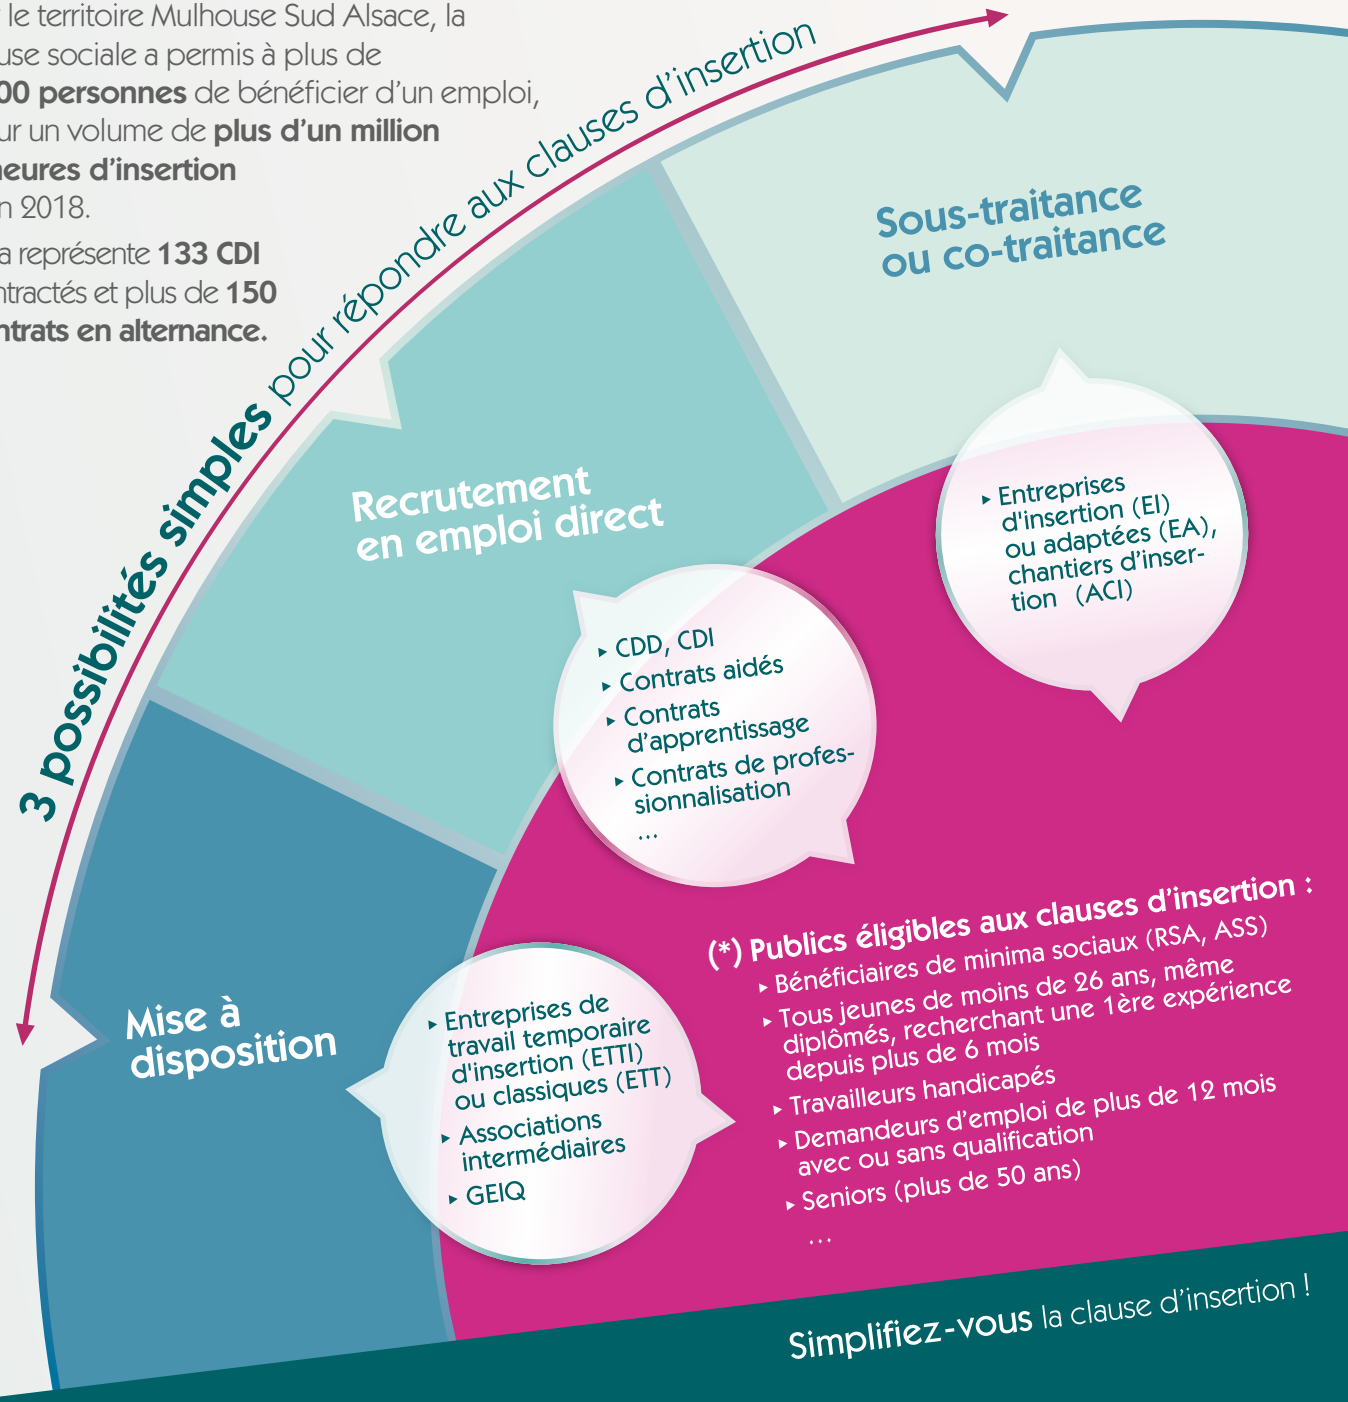 le territoire Mulhouse Sud Alsace, la
use sociale a permis à plus de
00 personnes de bénéficier d'un emploi,
ur un volume de plus d'un million
heures d'insertion
n 2018.
a représente 133 CDI
ntractés et plus de 150
ntrats en alternance.
3 possibilités simples pour répondre aux clauses d'insertion
Sous-traitance
ou co-traitance
▸ Entreprises
d'insertion (EI)
ou adaptées (EA),
chantiers d'inser-
tion (ACI)
Recrutement
en emploi direct
▸ CDD, CDI
▸ Contrats aidés
▸ Contrats
d'apprentissage
▸ Contrats de profes-
sionnalisation
...
Mise à
disposition
▸ Entreprises de
travail temporaire
d'insertion (ETTI)
ou classiques (ETT)
▸ Associations
intermédiaires
▸ GEIQ
(*) Publics éligibles aux clauses d'insertion :
▸ Bénéficiaires de minima sociaux (RSA, ASS)
▸ Tous jeunes de moins de 26 ans, même
diplômés, recherchant une 1ère expérience
depuis plus de 6 mois
▸ Travailleurs handicapés
▸ Demandeurs d'emploi de plus de 12 mois
avec ou sans qualification
▸ Seniors (plus de 50 ans)
...
Simplifiez-vous la clause d'insertion !